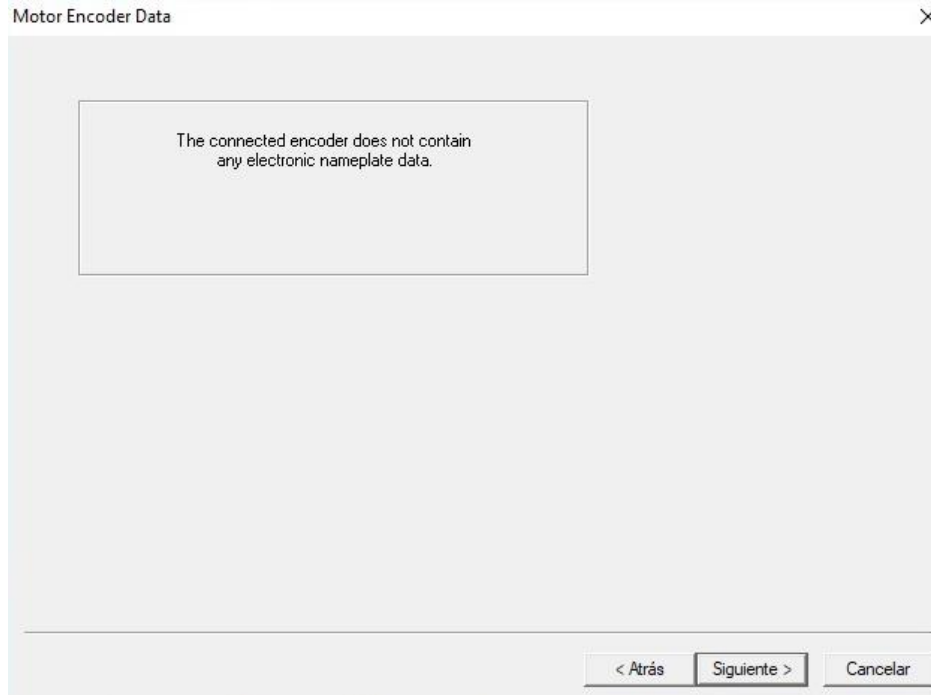 Motor Encoder Data
The connected encoder does not contain
any electronic nameplate data.
< Atrás
Siguiente >
Cancelar